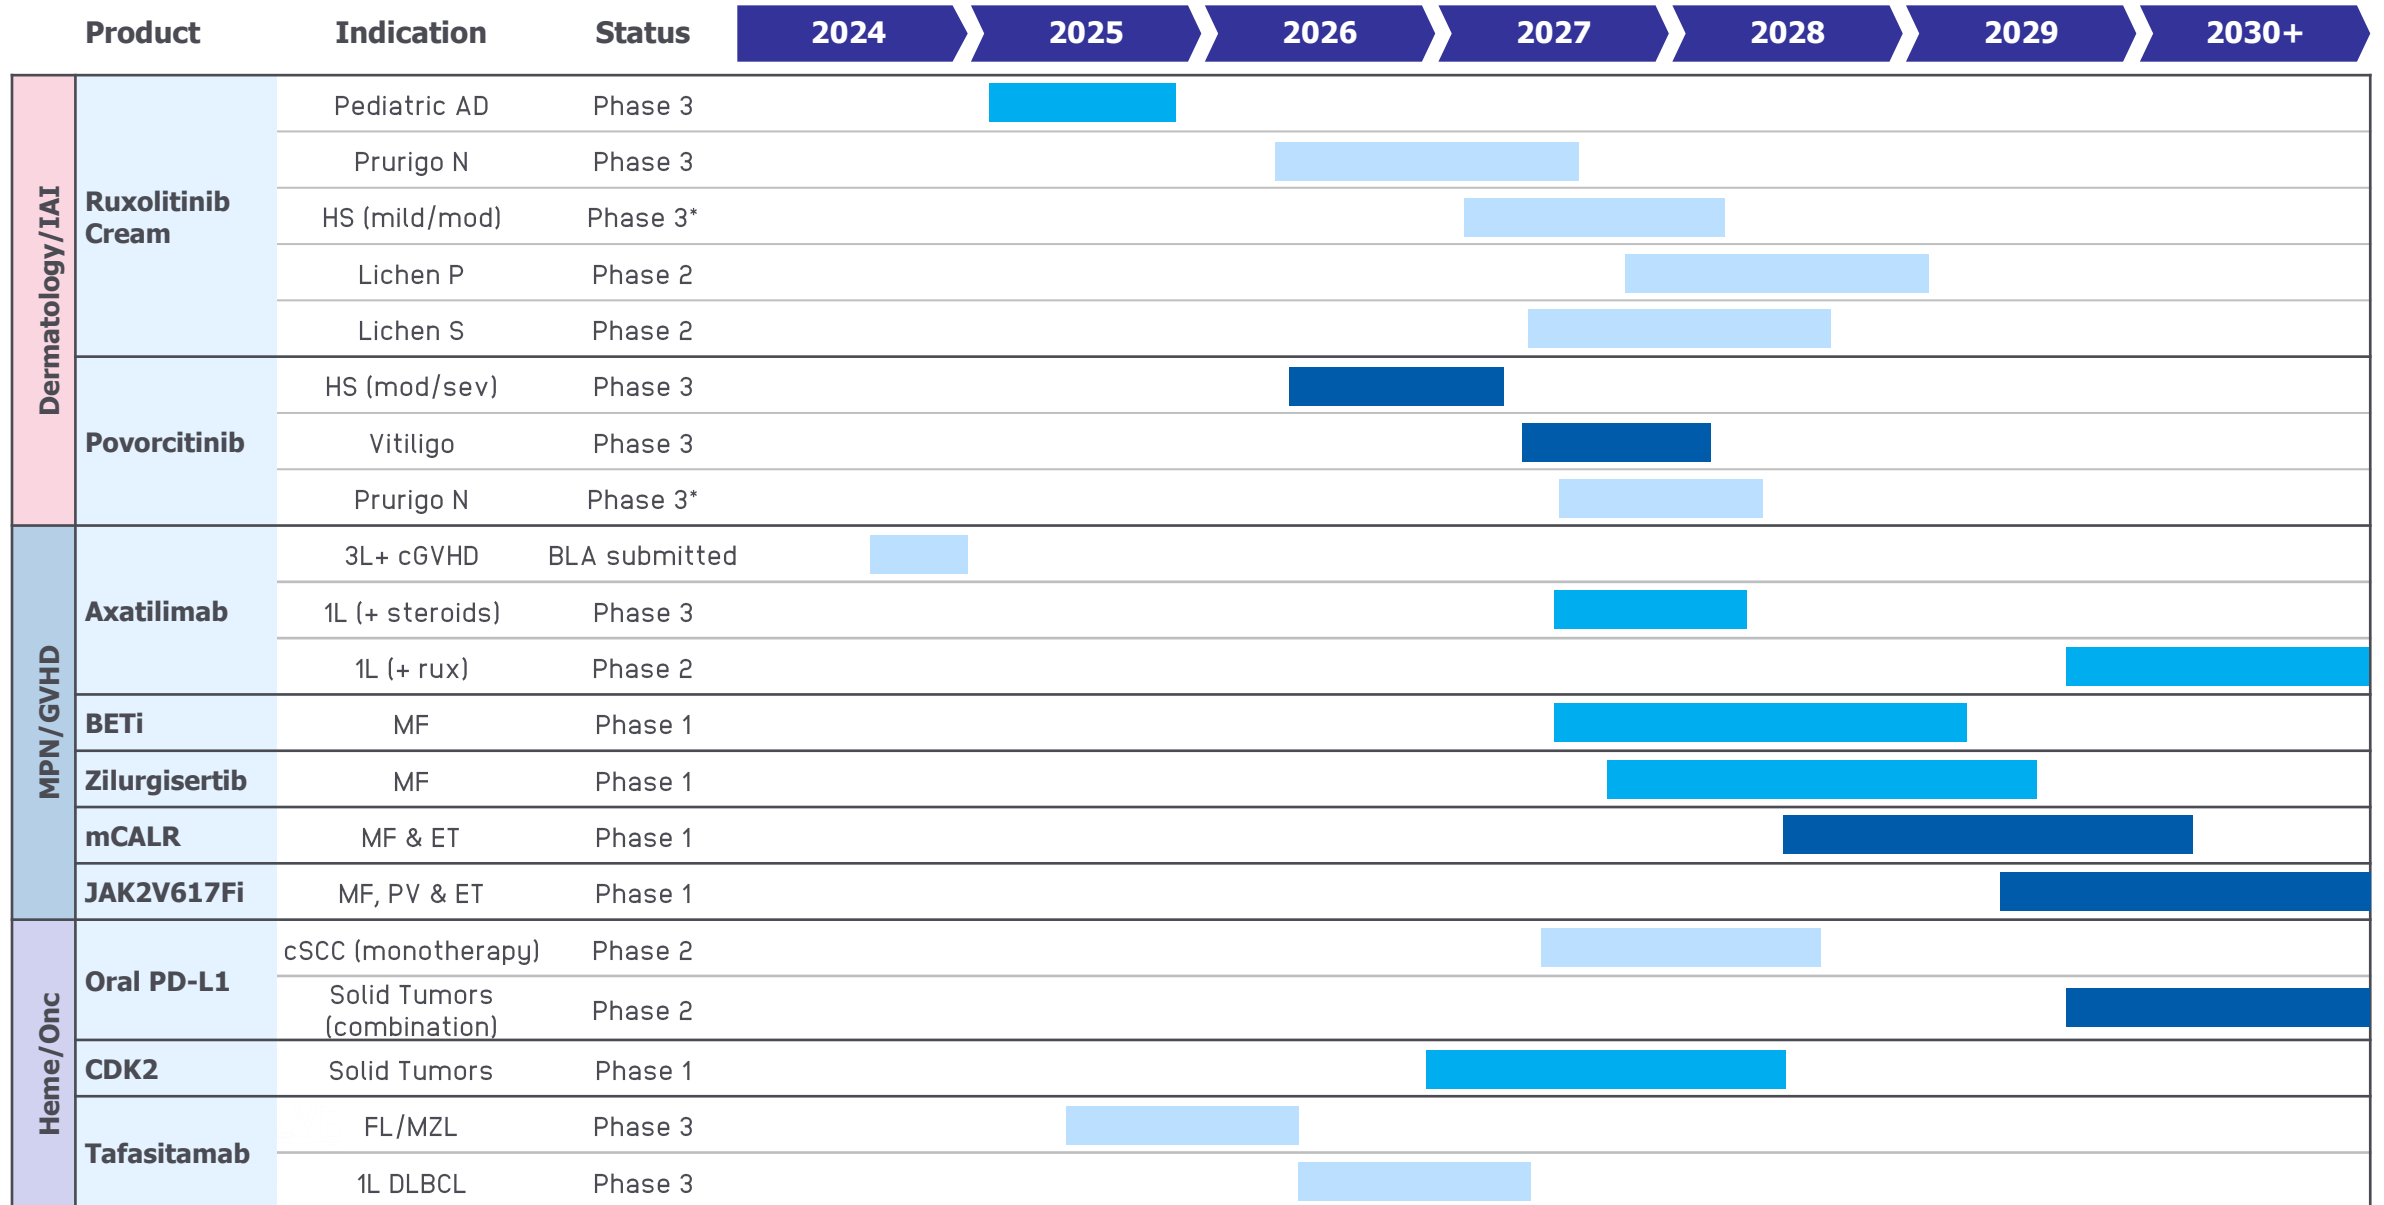 Product Indication Status 2024 2025 2026 2027 2028 2029 2030+
Dermatology/IAI
Ruxolitinib
Cream
Pediatric AD Phase 3
Prurigo N Phase 3
HS (mild/mod) Phase 3*
Lichen P Phase 2
Lichen S Phase 2
Povorcitinib
HS (mod/sev) Phase 3
Vitiligo Phase 3
Prurigo N Phase 3*
MPN/GVHD
Axatilimab
3L+ cGVHD BLA submitted
1L (+ steroids) Phase 3
1L (+ rux) Phase 2
BETi MF Phase 1
Zilurgisertib MF Phase 1
mCALR MF & ET Phase 1
JAK2V617Fi MF, PV & ET Phase 1
Heme/Onc
Oral PD-L1
cSCC (monotherapy) Phase 2
Solid Tumors
(combination) Phase 2
CDK2 Solid Tumors Phase 1
Tafasitamab
FL/MZL Phase 3
1L DLBCL Phase 3